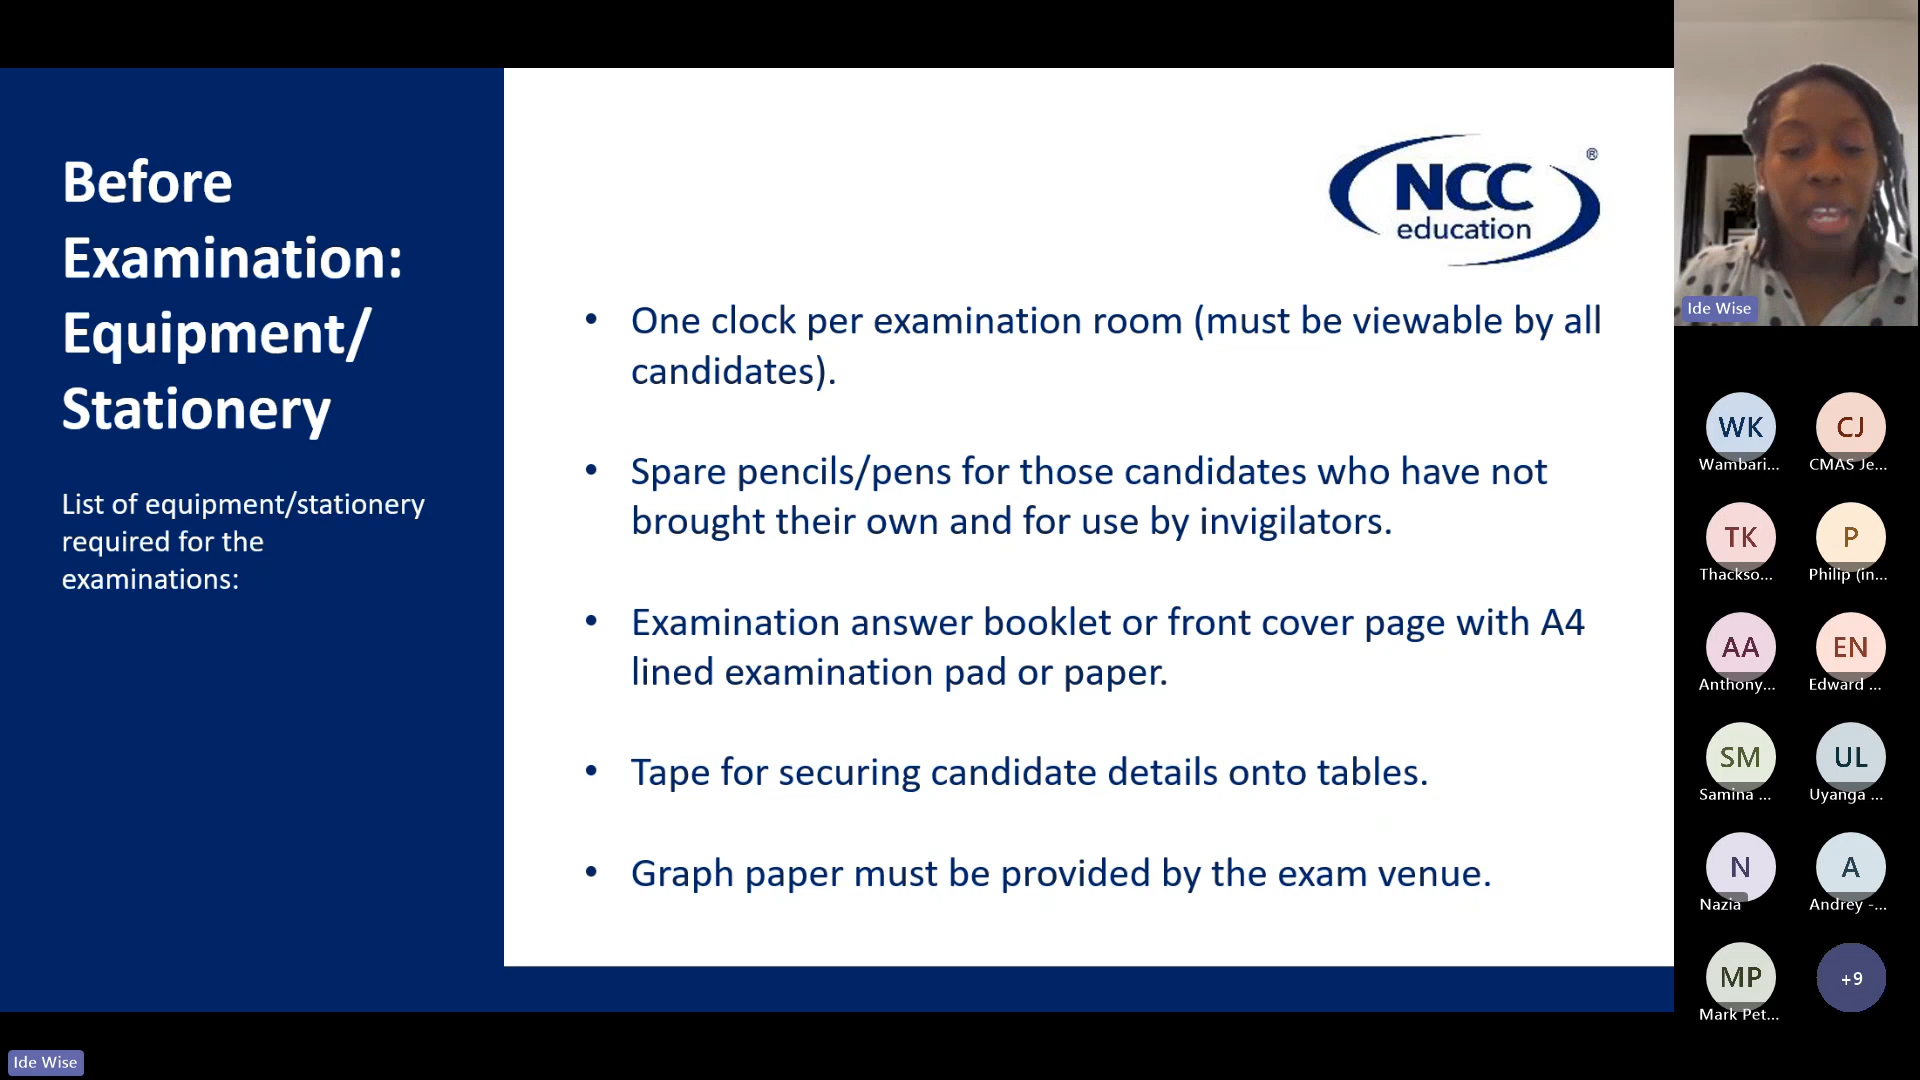 Before
Examination:
Equipment/
Stationery
List of equipment/stationery
required for the
examinations:
NCC
education
®
• One clock per examination room (must be viewable by all
candidates).
• Spare pencils/pens for those candidates who have not
brought their own and for use by invigilators.
• Examination answer booklet or front cover page with A4
lined examination pad or paper.
• Tape for securing candidate details onto tables.
• Graph paper must be provided by the exam venue.
Ide Wise
WK
CJ
Wambari...
CMAS Je...
TK
P
Thackso...
Philip (in...
AA
EN
Anthony...
Edward ...
SM
UL
Samina ...
Uyanga ...
N
A
Nazia
Andrey -...
MP
+9
Mark Pet...
Ide Wise